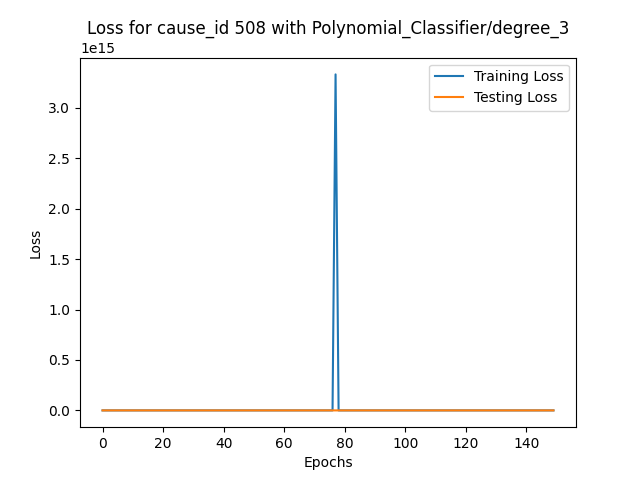 Loss for cause_id 508 with Polynomial_Classifier/degree_3
1e15
Training Loss
Testing Loss
3.0
2.5
2.0
1.5
1.0
0.5
0.0
Loss
0 20 40 60 80 100 120 140
Epochs